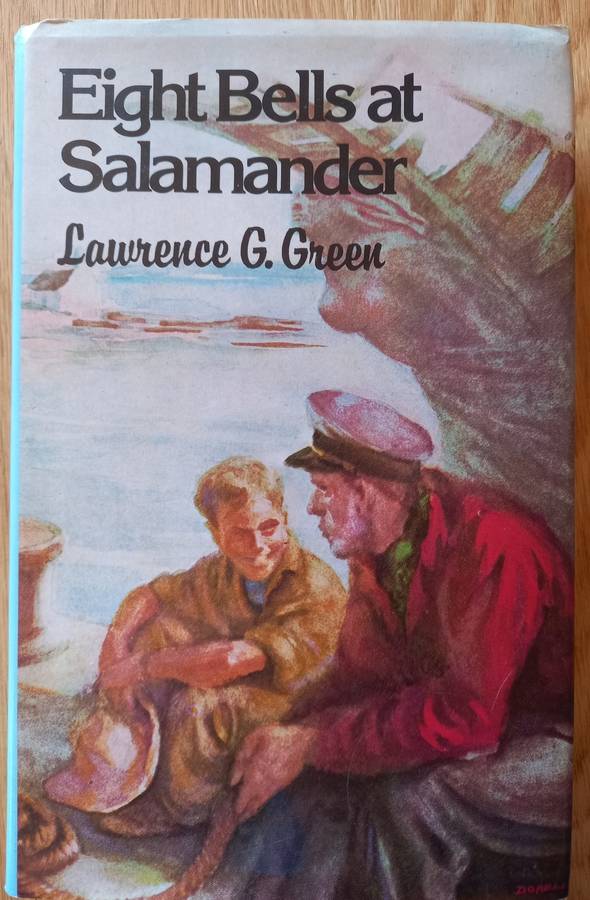 Eight Bells at
Salamander
Lawrence G. Green